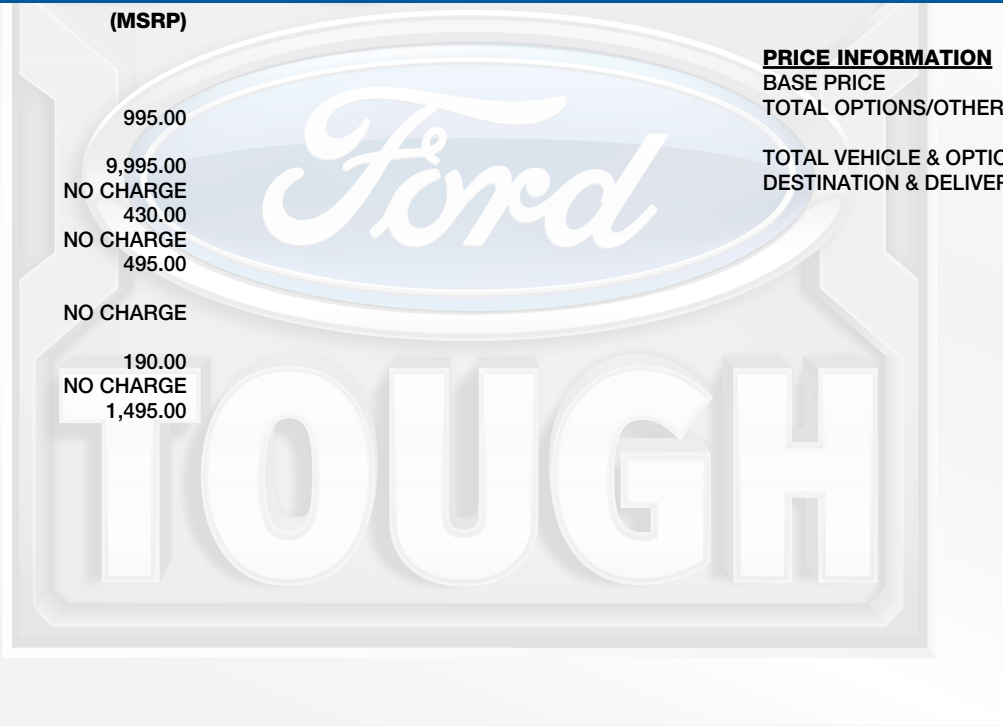 (MSRP)
995.00
9,995.00
NO CHARGE
430.00
NO CHARGE
495.00
NO CHARGE
190.00
NO CHARGE
1,495.00
PRICE INFORMATION
BASE PRICE
TOTAL OPTIONS/OTHER
TOTAL VEHICLE & OPTIO
DESTINATION & DELIVER
Ford
TOUGH